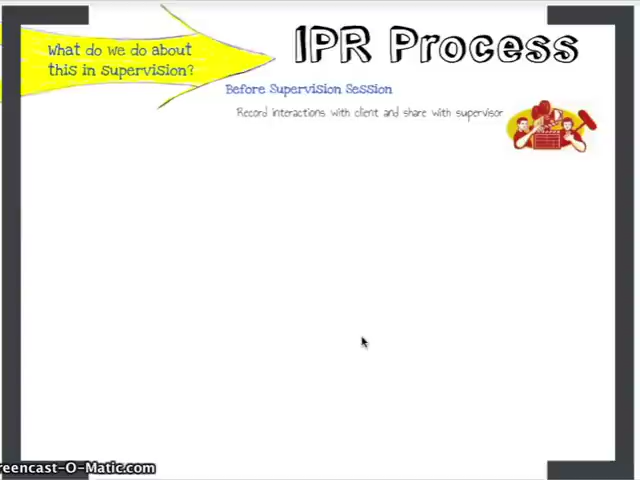 IPR Process
What do we do about
this in supervision?
Before Supervision Session
Record interactions with client and share with supervisor
reencast-O-Matic.com